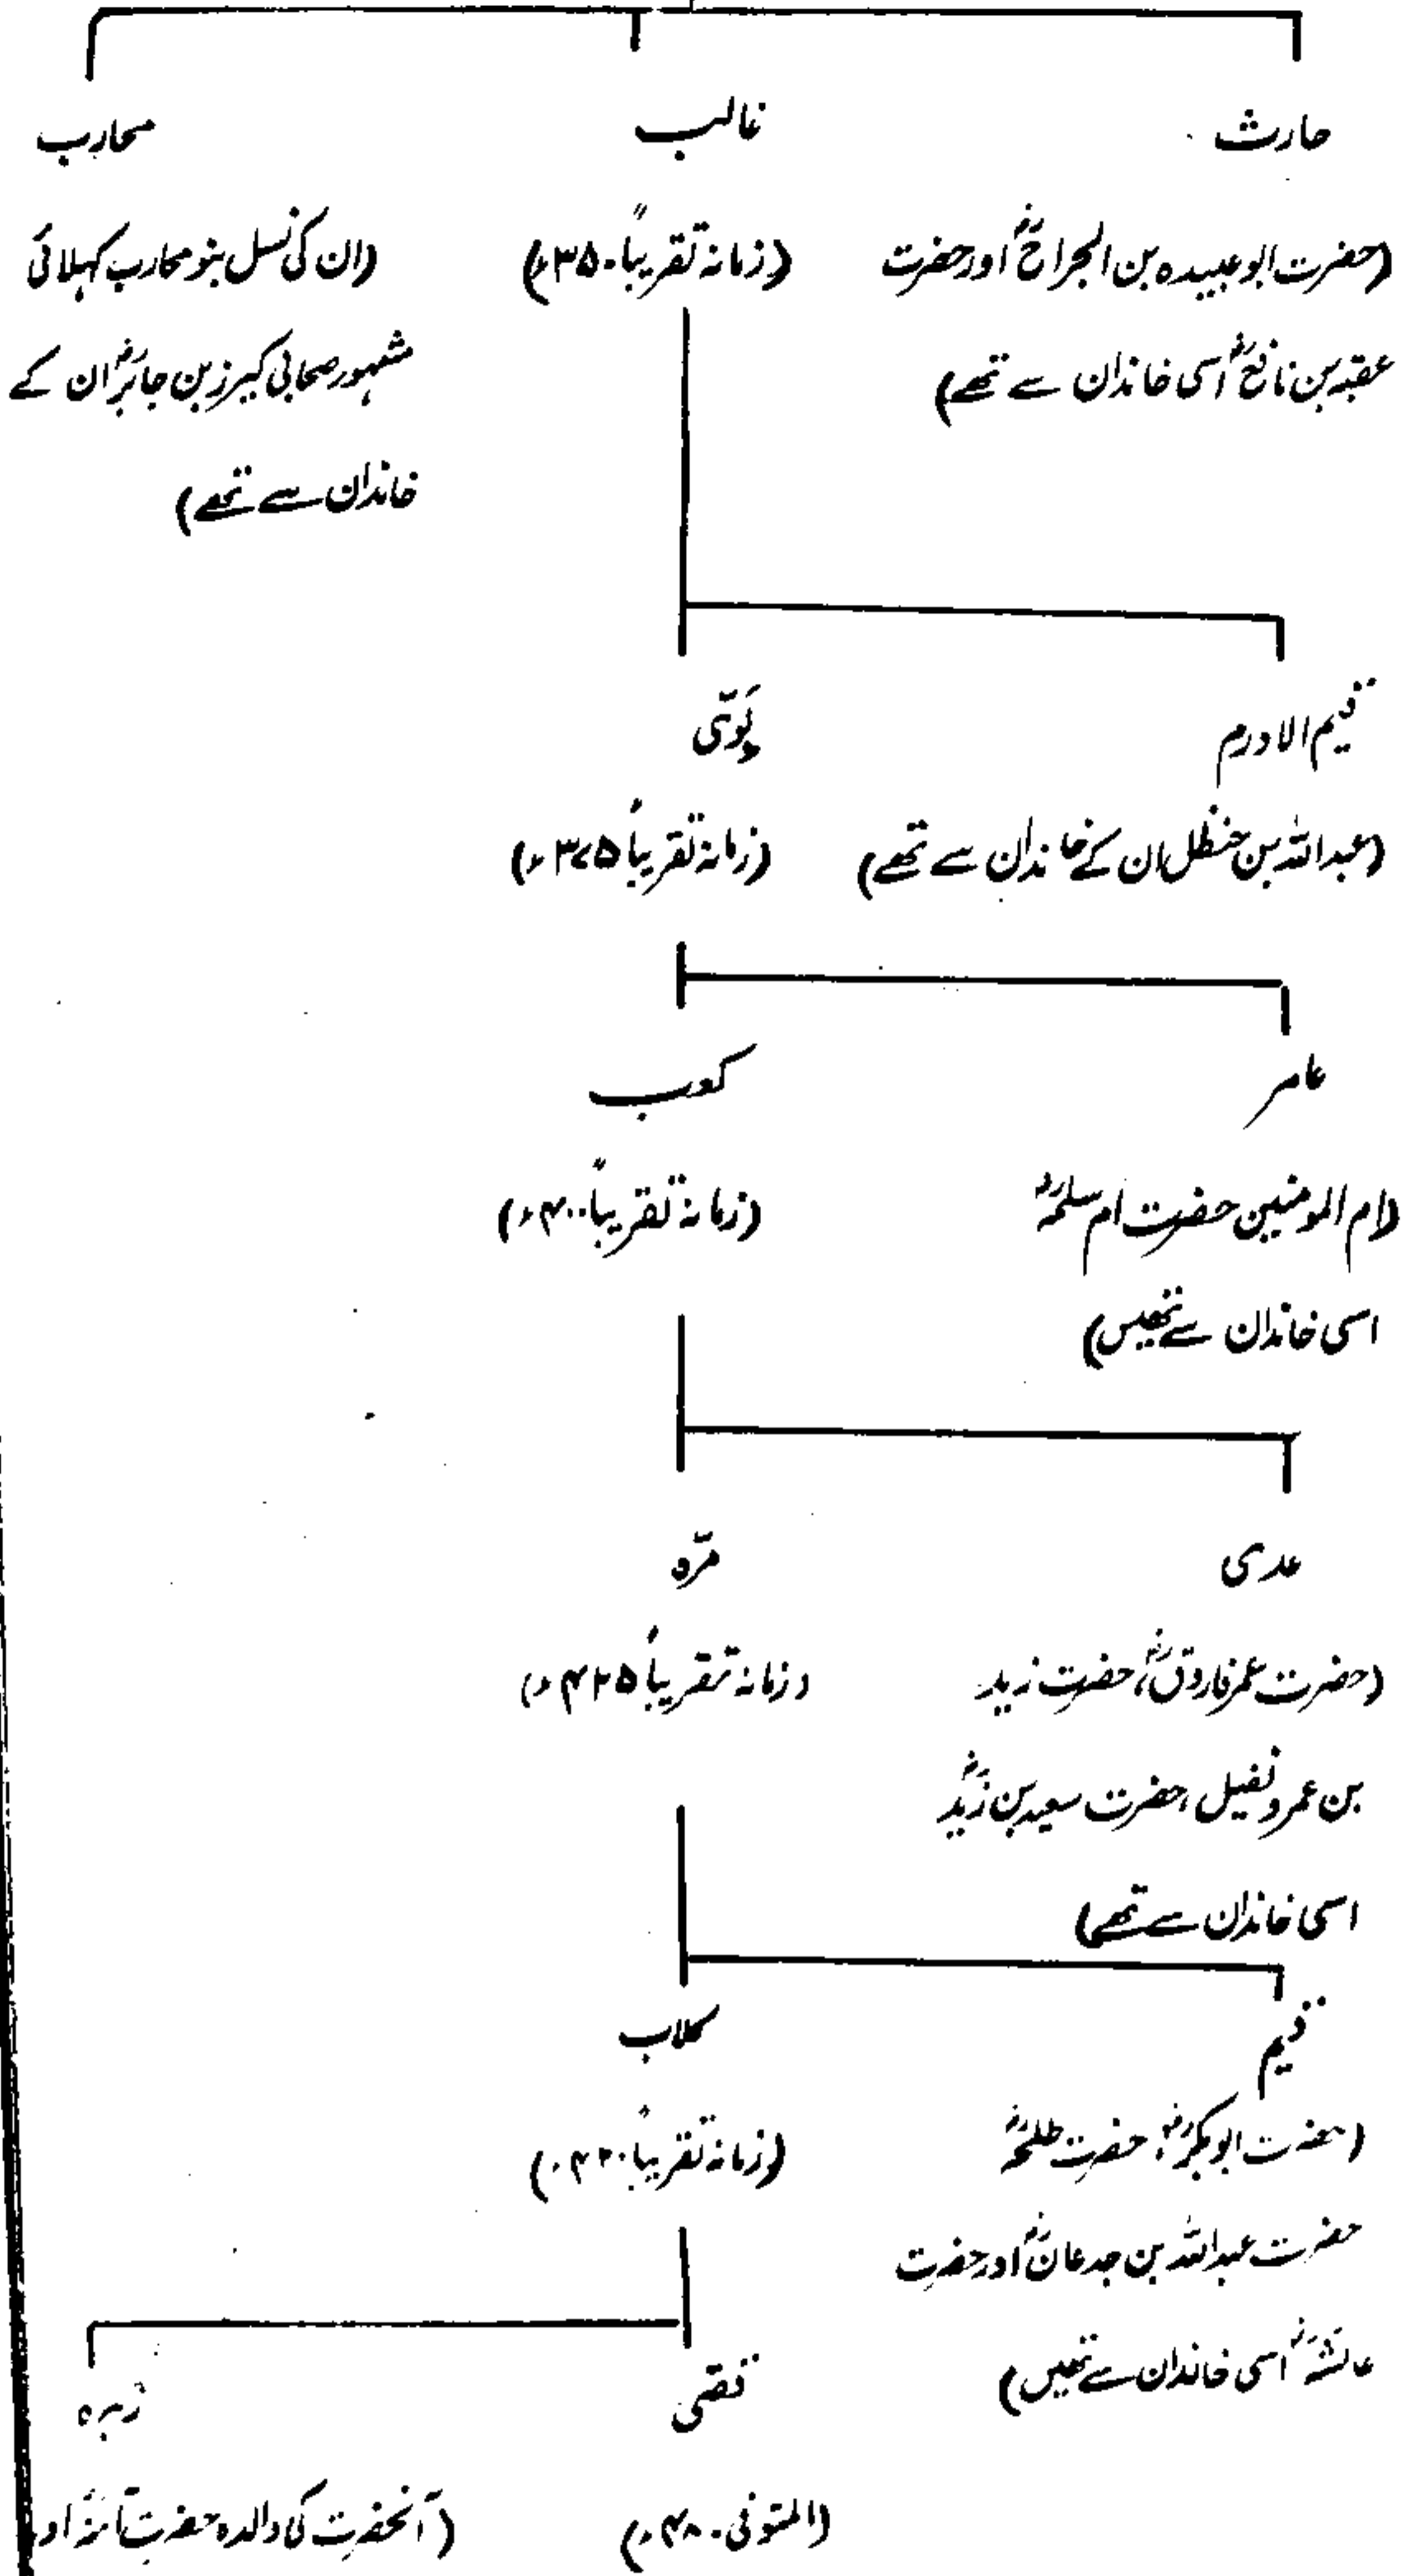 حارث
غالب
محارب
(حضرت ابو عبیدہ بن الجراحؓ اور حضرت
عقبہ بن نافعؓ اسی خاندان سے تھے)
(زمانہ تقریباً ۳۵۰ء)
(ان کی نسل بنو محارب کہلائی
مشہور صحابی کیرز بن جابرؓ ان کے
خاندان سے تھے)
تیم الادرم
لوئی
(عبداللہ بن حنظل ان کے خاندان سے تھے)
(زمانہ تقریباً ۳۷۵ء)
عامر
کعب
(ام المومنین حضرت ام سلمہؓ
اسی خاندان سے تھیں)
(زمانہ تقریباً ۴۰۰ء)
عدی
مرّہ
(حضرت عمر فاروقؓ، حضرت زید
بن عمرو نفیل، حضرت سعید بن زیدؓ
اسی خاندان سے تھے)
(زمانہ تقریباً ۴۲۵ء)
تیم
کلاب
(حضرت ابوبکرؓ، حضرت طلحہؓ
حضرت عبداللہ بن جدعانؓ اور حضرت
عائشہؓ اسی خاندان سے تھیں)
(زمانہ تقریباً ۴۲۰ء)
قصی
زہرہ
(المتوفی ۴۸۰ء)
(آنحضرت کی والدہ حضرت آمنہؓ اور